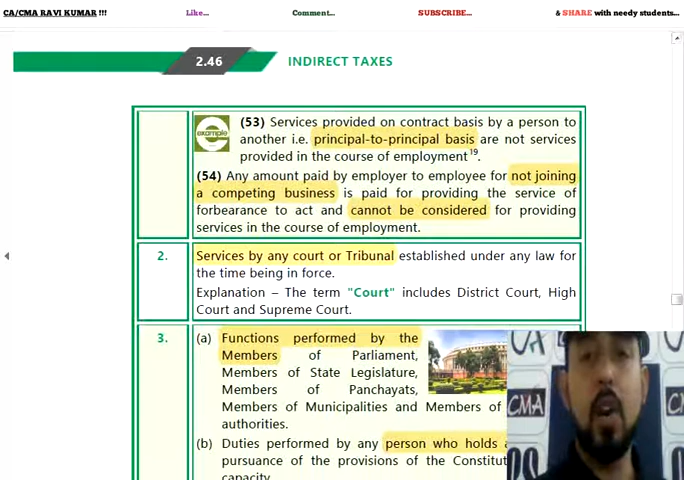 CA/CMA RAVI KUMAR !!! Like... Comment... SUBSCRIBE... & SHARE with needy students...
2.46 INDIRECT TAXES
example
(53) Services provided on contract basis by a person to
another i.e. principal-to-principal basis are not services
provided in the course of employment19.
(54) Any amount paid by employer to employee for not joining
a competing business is paid for providing the service of
forbearance to act and cannot be considered for providing
services in the course of employment.
2. Services by any court or Tribunal established under any law for
the time being in force.
Explanation – The term "Court" includes District Court, High
Court and Supreme Court.
3. (a) Functions performed by the
Members of Parliament,
Members of State Legislature,
Members of Panchayats,
Members of Municipalities and Members of
authorities.
(b) Duties performed by any person who holds
pursuance of the provisions of the Constitut
capacity
CA
CMA
CMA